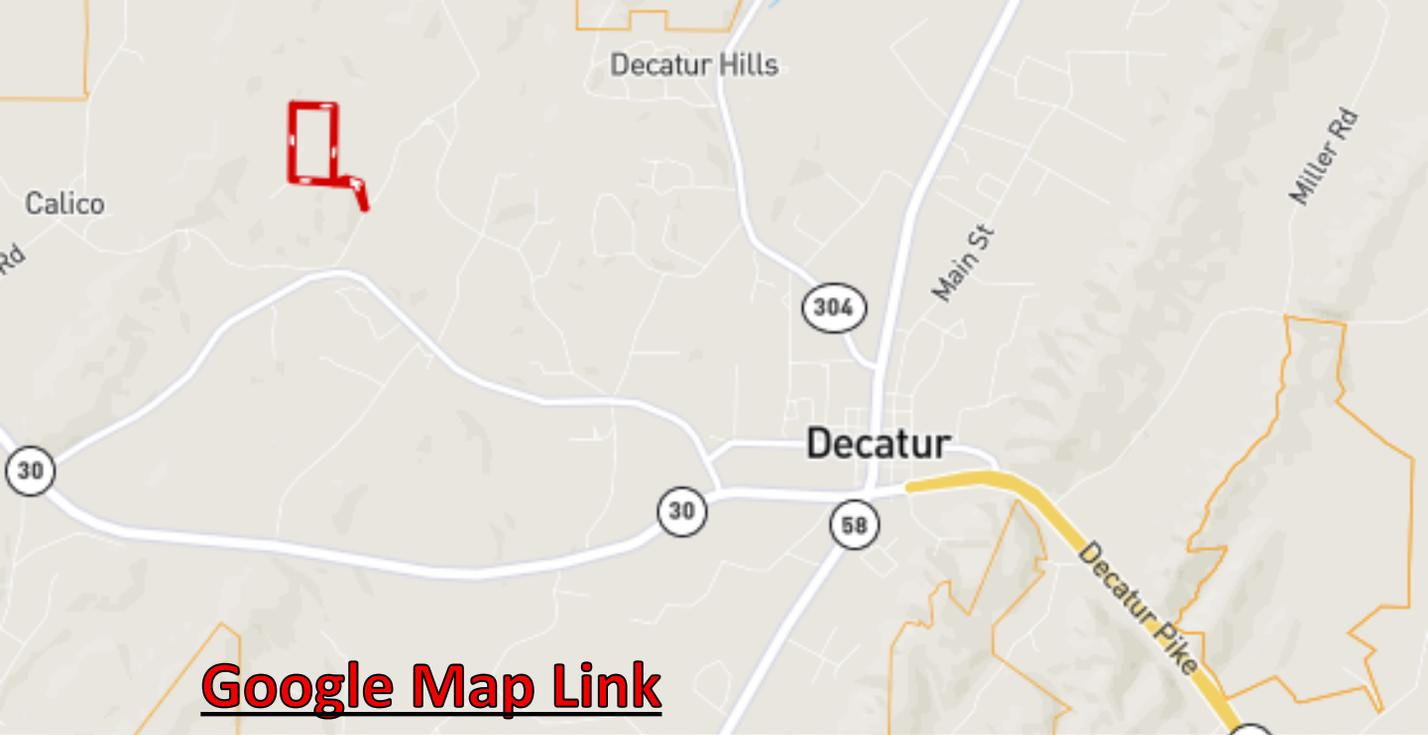 Decatur Hills
Miller Rd
Calico
Main St
Rd
304
Decatur
30
30
58
Decatur Pike
Google Map Link